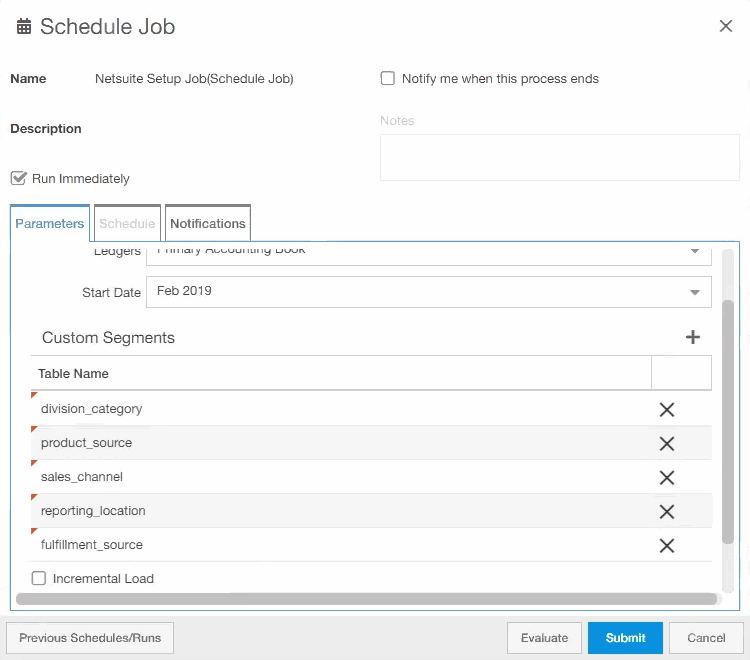 Schedule Job
Name Netsuite Setup Job(Schedule Job)
Notify me when this process ends
Description
Notes
Run Immediately
Parameters Schedule Notifications
Ledgers Primary Accounting Book
Start Date Feb 2019
Custom Segments
Table Name
division_category
product_source
sales_channel
reporting_location
fulfillment_source
Incremental Load
Previous Schedules/Runs Evaluate Submit Cancel